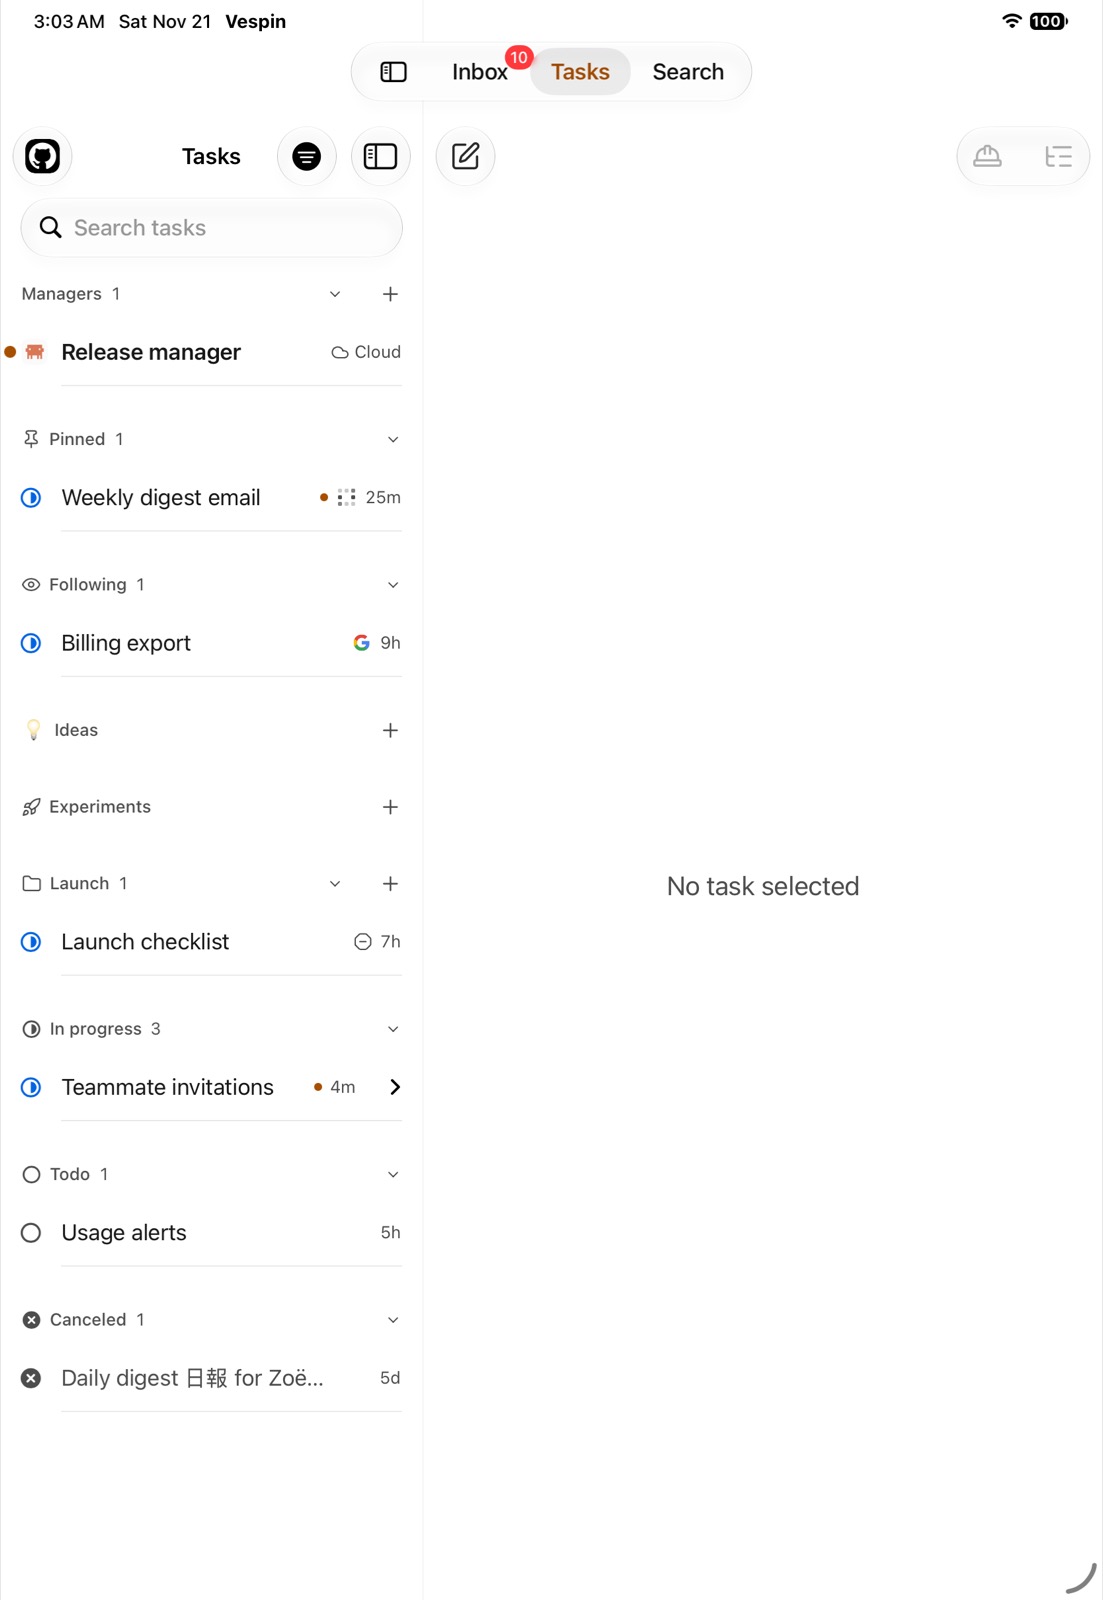 3:03 AM Sat Nov 21 Vespin
100
Inbox 10 Tasks Search
Tasks
Search tasks
Managers 1
Release manager Cloud
Pinned 1
Weekly digest email 25m
Following 1
Billing export G 9h
Ideas
Experiments
Launch 1
Launch checklist 7h
In progress 3
Teammate invitations 4m
Todo 1
Usage alerts 5h
Canceled 1
Daily digest 日報 for Zoë... 5d
No task selected